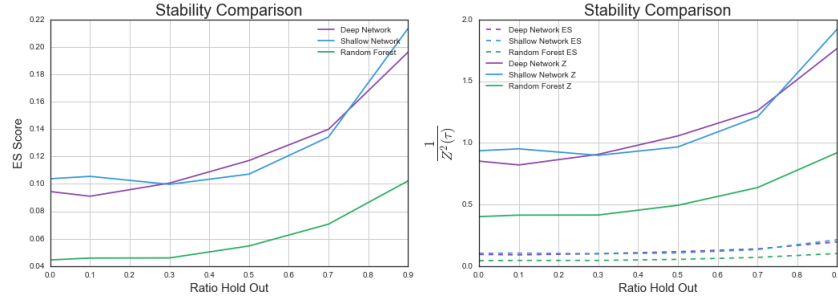 Stability Comparison
0.22
0.20
0.18
0.16
0.14
0.12
0.10
0.08
0.06
0.04
ES Score
Deep Network
Shallow Network
Random Forest
0.0 0.1 0.2 0.3 0.4 0.5 0.6 0.7 0.8 0.9
Ratio Hold Out
Stability Comparison
2.0
1.5
1.0
0.5
0.0
1
Z²(τ)
Deep Network ES
Shallow Network ES
Random Forest ES
Deep Network Z
Shallow Network Z
Random Forest Z
0.0 0.1 0.2 0.3 0.4 0.5 0.6 0.7 0.8 0.9
Ratio Hold Out